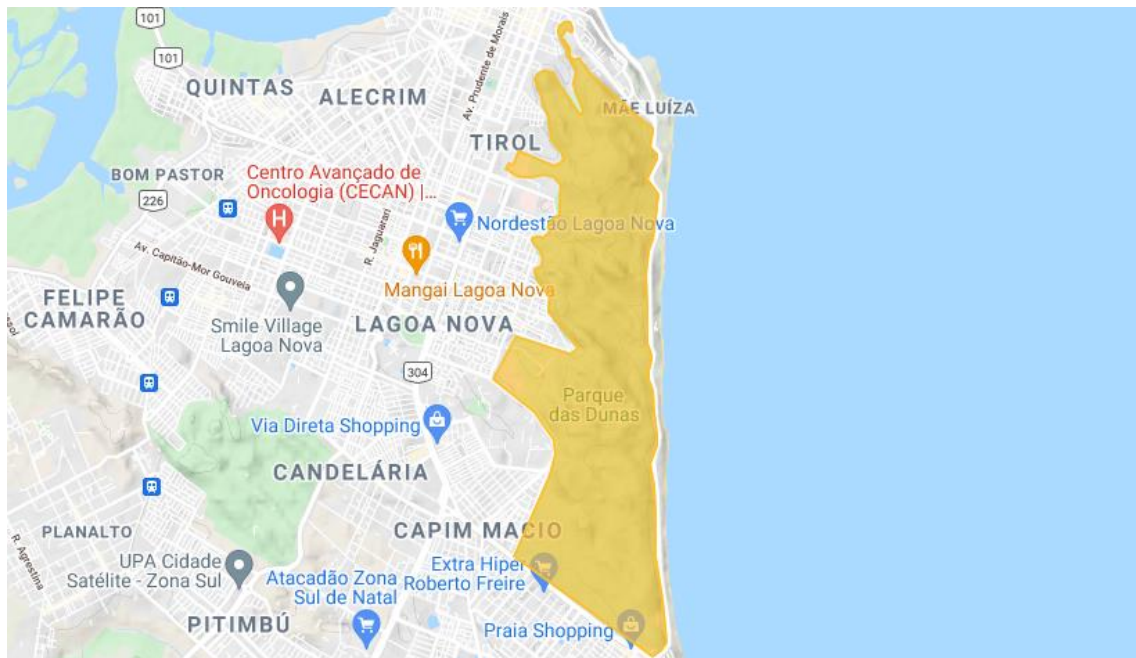 101
101
Av. Prudente de Morais
QUINTAS
ALECRIM
MÃE LUÍZA
TIROL
BOM PASTOR
Centro Avançado de
Oncologia (CECAN) |...
226
H
Nordestão Lagoa Nova
R. Jaguarari
Av. Capitão-Mor Gouveia
Mangai Lagoa Nova
FELIPE
CAMARÃO
Smile Village
Lagoa Nova
LAGOA NOVA
304
Parque
das Dunas
Via Direta Shopping
CANDELÁRIA
PLANALTO
CAPIM MACIO
R. Agrestina
UPA Cidade
Satélite - Zona Sul
Extra Hiper
Roberto Freire
Atacadão Zona
Sul de Natal
PITIMBÚ
Praia Shopping